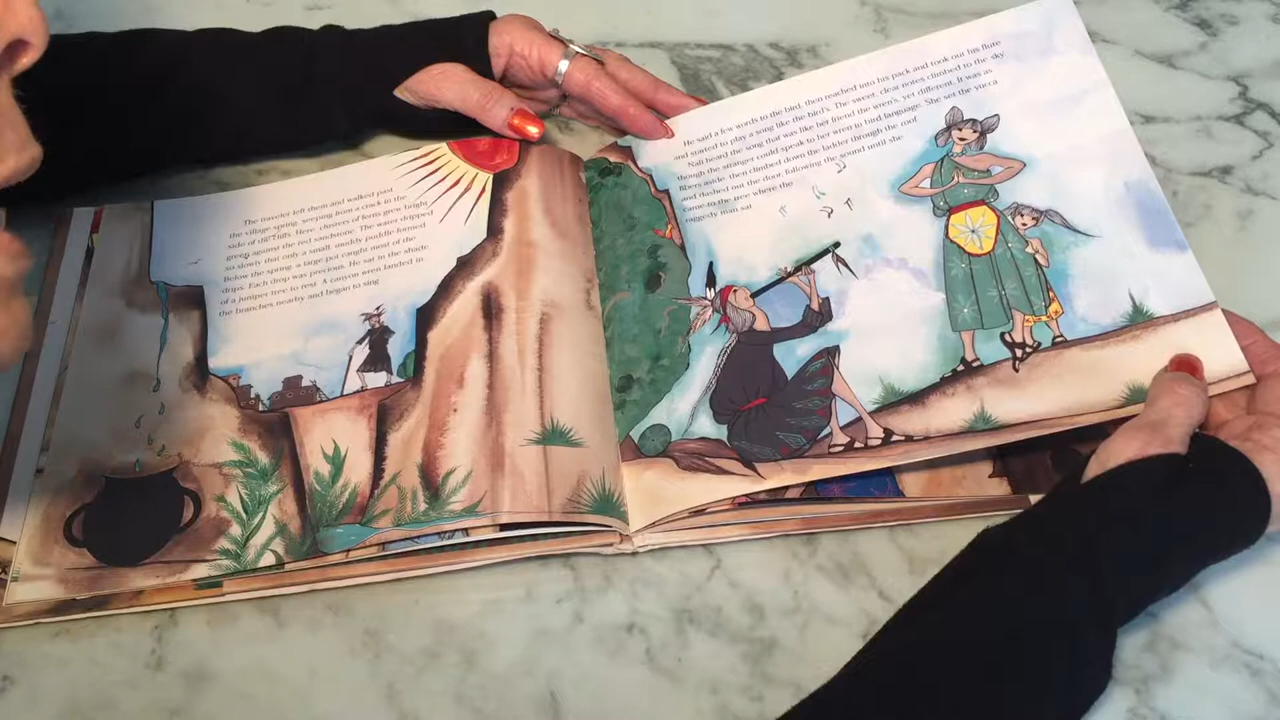 The traveler left them and walked past
the village spring, seeping from a crack in the
side of the hills. Here, clusters of ferns grew bright
green against the red sandstone. The water dripped
so slowly that only a small, muddy puddle formed.
Below the spring, a large pot caught most of the
drips. Each drop was precious. He sat in the shade
of a juniper tree to rest. A canyon wren landed in
the branches nearby and began to sing
He said a few words to the bird, then reached into his pack and took out his flute
and started to play a song like the bird's. The sweet, clear notes climbed to the sky.
Nali heard the song that was like her friend the wren's, yet different. It was as
though the stranger could speak to her wren in bird language. She set the yucca
fibers aside, then climbed down the ladder through the roof
and dashed out the door, following the sound until she
came to the tree where the
raggedy man sat